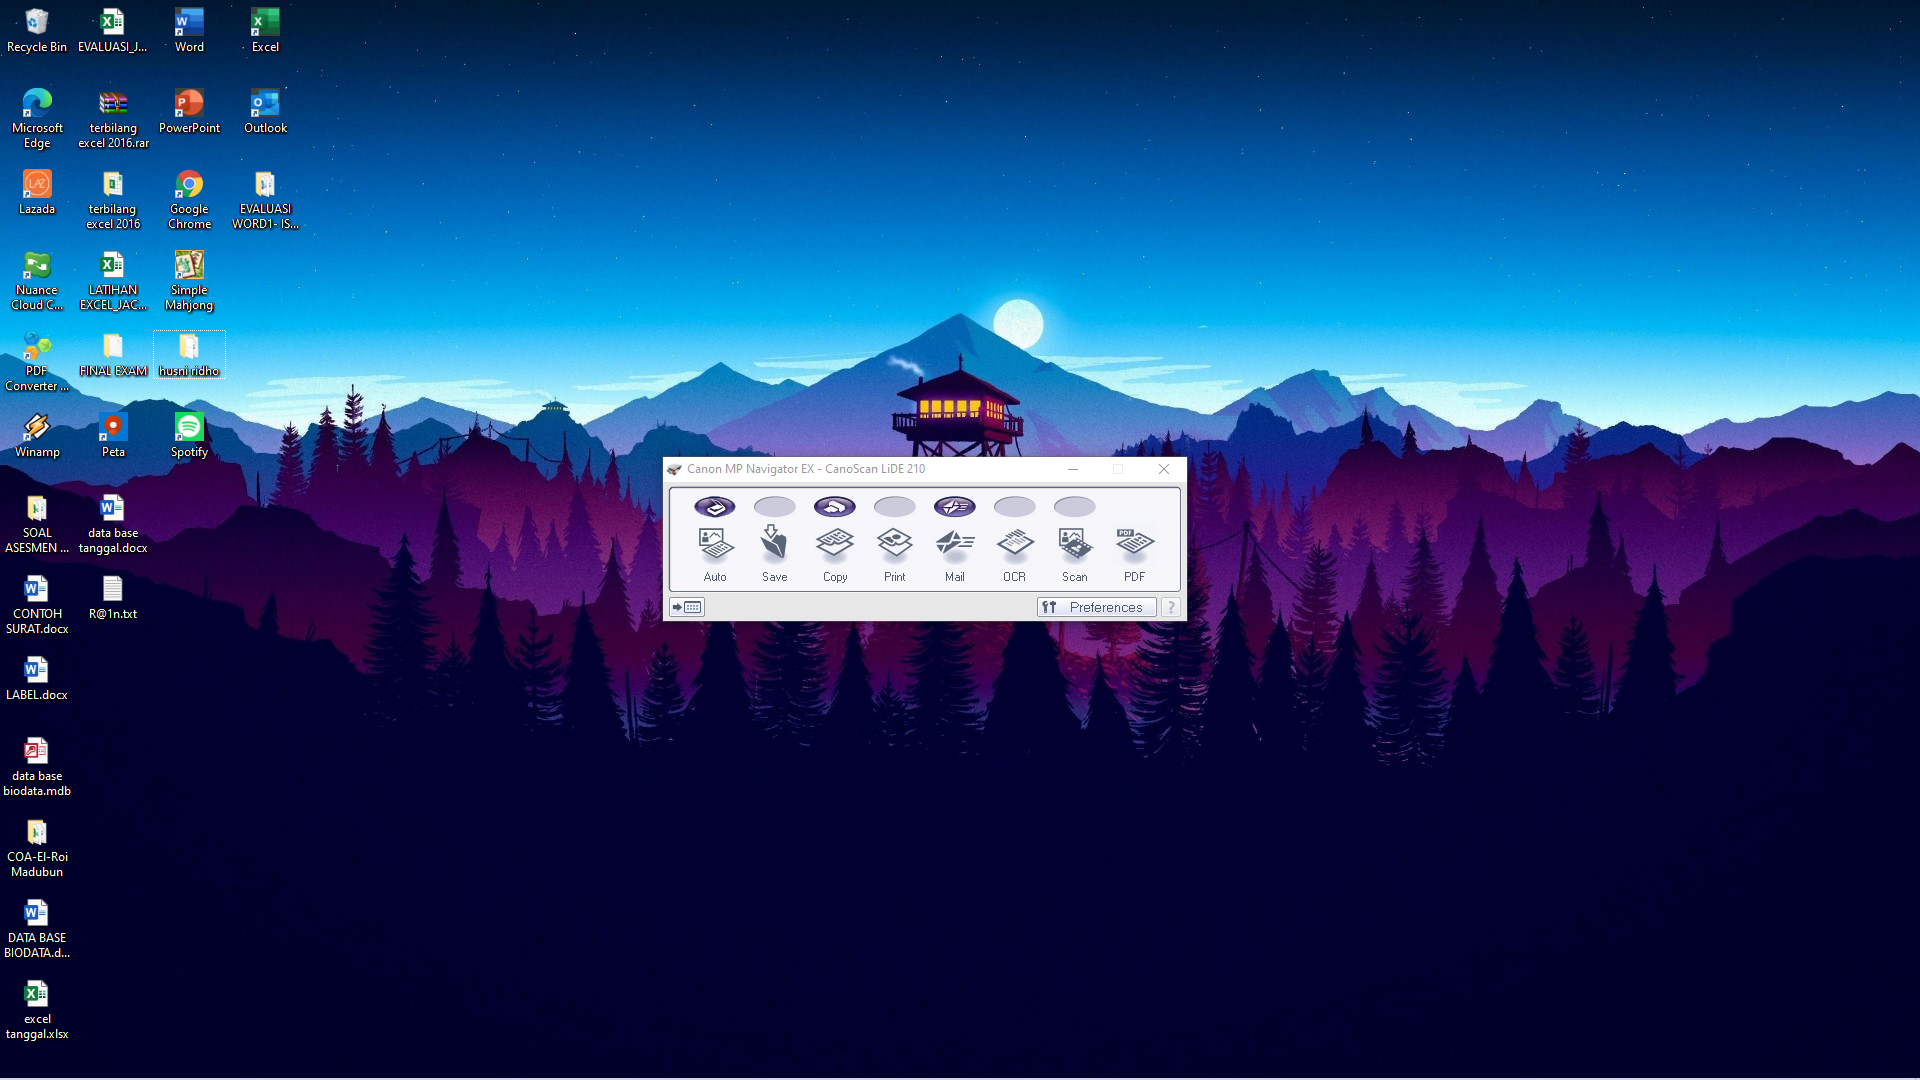 Recycle Bin
EVALUASI_J...
Word
Excel
Microsoft
Edge
terbilang
excel 2016.rar
PowerPoint
Outlook
Lazada
terbilang
excel 2016
Google
Chrome
EVALUASI
WORD1- IS...
Nuance
Cloud C...
LATIHAN
EXCEL_JAC...
Simple
Mahjong
PDF
Converter ...
FINAL EXAM
husni ridho
Winamp
Peta
Spotify
SOAL
ASESMEN ...
data base
tanggal.docx
CONTOH
SURAT.docx
R@1n.txt
LABEL.docx
data base
biodata.mdb
COA-EI-Roi
Madubun
DATA BASE
BIODATA.d...
excel
tanggal.xlsx
Canon MP Navigator EX - CanoScan LiDE 210
Auto
Save
Copy
Print
Mail
OCR
Scan
PDF
Preferences
?